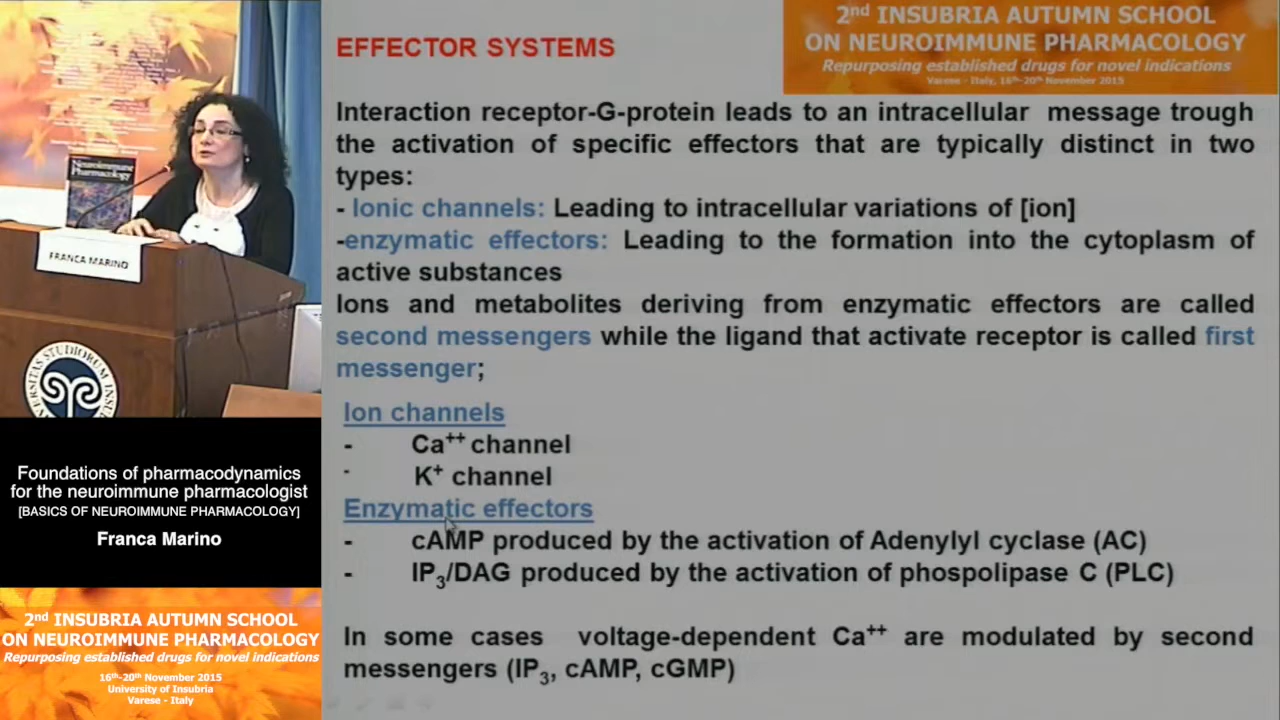 EFFECTOR SYSTEMS
2nd INSUBRIA AUTUMN SCHOOL
ON NEUROIMMUNE PHARMACOLOGY
Repurposing established drugs for novel indications
Varese - Italy, 16th-20th November 2015
Interaction receptor-G-protein leads to an intracellular message trough
the activation of specific effectors that are typically distinct in two
types:
- Ionic channels: Leading to intracellular variations of [ion]
-enzymatic effectors: Leading to the formation into the cytoplasm of
active substances
Ions and metabolites deriving from enzymatic effectors are called
second messengers while the ligand that activate receptor is called first
messenger;
Ion channels
- Ca++ channel
- K+ channel
Enzymatic effectors
- cAMP produced by the activation of Adenylyl cyclase (AC)
- IP3/DAG produced by the activation of phospolipase C (PLC)
In some cases voltage-dependent Ca++ are modulated by second
messengers (IP3, cAMP, cGMP)
Neuroimmune
Pharmacology
FRANCA MARINO
Foundations of pharmacodynamics
for the neuroimmune pharmacologist
[BASICS OF NEUROIMMUNE PHARMACOLOGY]
Franca Marino
2nd INSUBRIA AUTUMN SCHOOL
ON NEUROIMMUNE PHARMACOLOGY
Repurposing established drugs for novel indications
16th-20th November 2015
University of Insubria
Varese - Italy